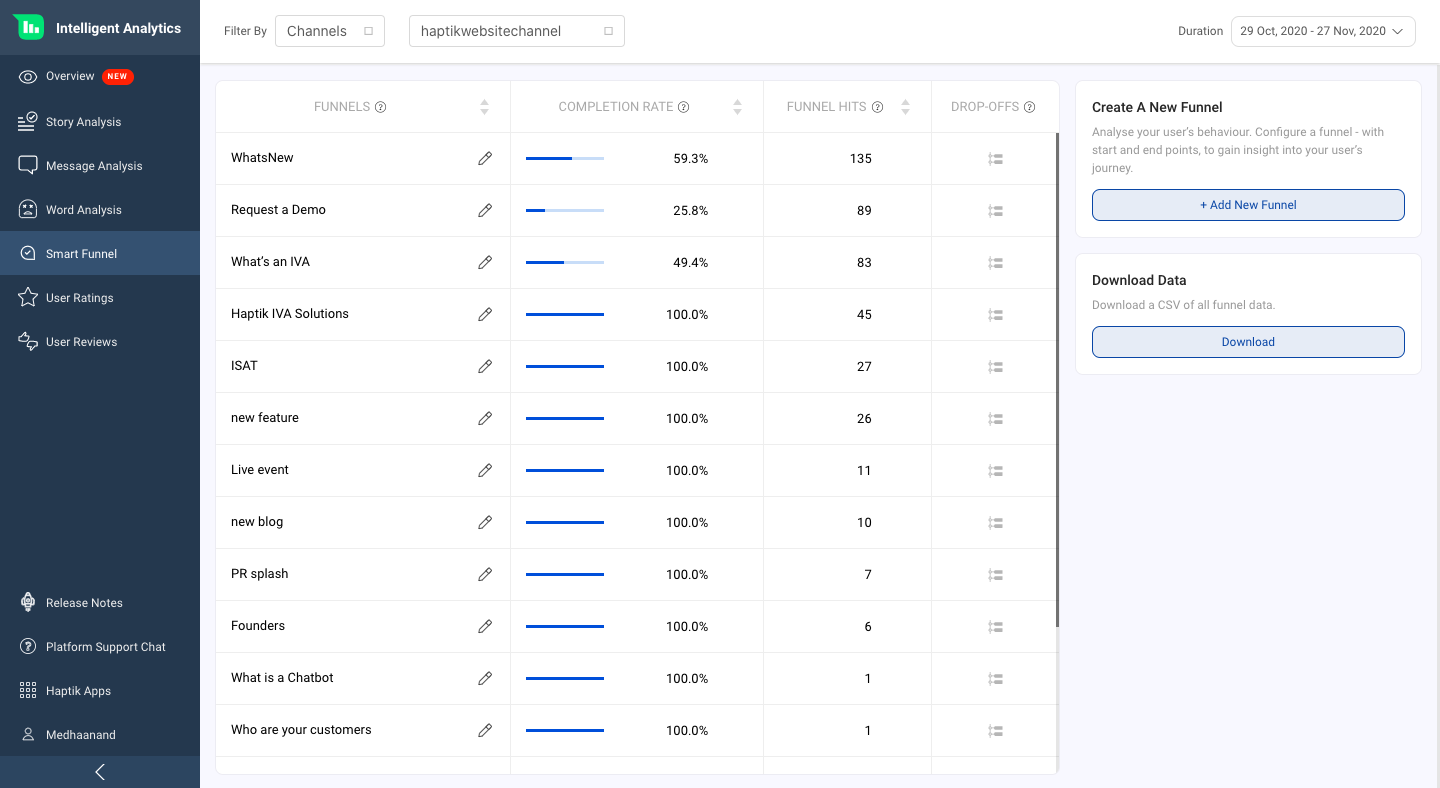 Intelligent Analytics
Overview NEW
Story Analysis
Message Analysis
Word Analysis
Smart Funnel
User Ratings
User Reviews
Release Notes
Platform Support Chat
Haptik Apps
Medhaanand
Filter By Channels haptikwebsitechannel
Duration 29 Oct, 2020 - 27 Nov, 2020
FUNNELS ? COMPLETION RATE ? FUNNEL HITS ? DROP-OFFS ?
WhatsNew 59.3% 135
Request a Demo 25.8% 89
What's an IVA 49.4% 83
Haptik IVA Solutions 100.0% 45
ISAT 100.0% 27
new feature 100.0% 26
Live event 100.0% 11
new blog 100.0% 10
PR splash 100.0% 7
Founders 100.0% 6
What is a Chatbot 100.0% 1
Who are your customers 100.0% 1
Create A New Funnel
Analyse your user's behaviour. Configure a funnel - with
start and end points, to gain insight into your user's
journey.
+ Add New Funnel
Download Data
Download a CSV of all funnel data.
Download